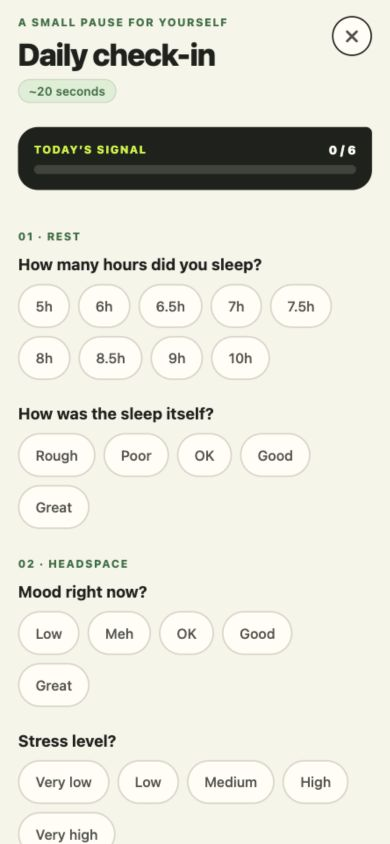 A SMALL PAUSE FOR YOURSELF
Daily check-in
~20 seconds
TODAY'S SIGNAL 0 / 6
01 · REST
How many hours did you sleep?
5h 6h 6.5h 7h 7.5h
8h 8.5h 9h 10h
How was the sleep itself?
Rough Poor OK Good
Great
02 · HEADSPACE
Mood right now?
Low Meh OK Good
Great
Stress level?
Very low Low Medium High
Very high